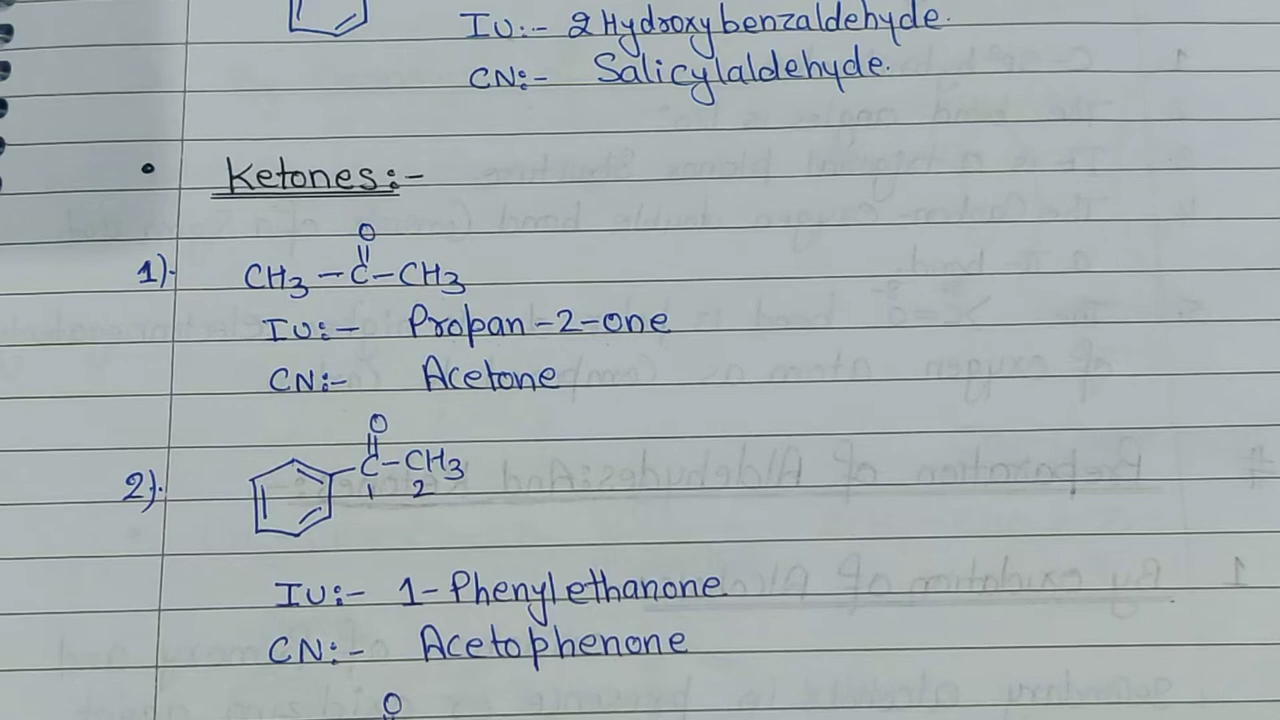 IU:- 2 Hydroxybenzaldehyde.
CN:- Salicylaldehyde.
• Ketones:-
O
1). CH3 - C - CH3
IU:- Propan-2-one
CN:- Acetone
O
2). C - CH3
1 2
IU:- 1-Phenylethanone
CN:- Acetophenone
O